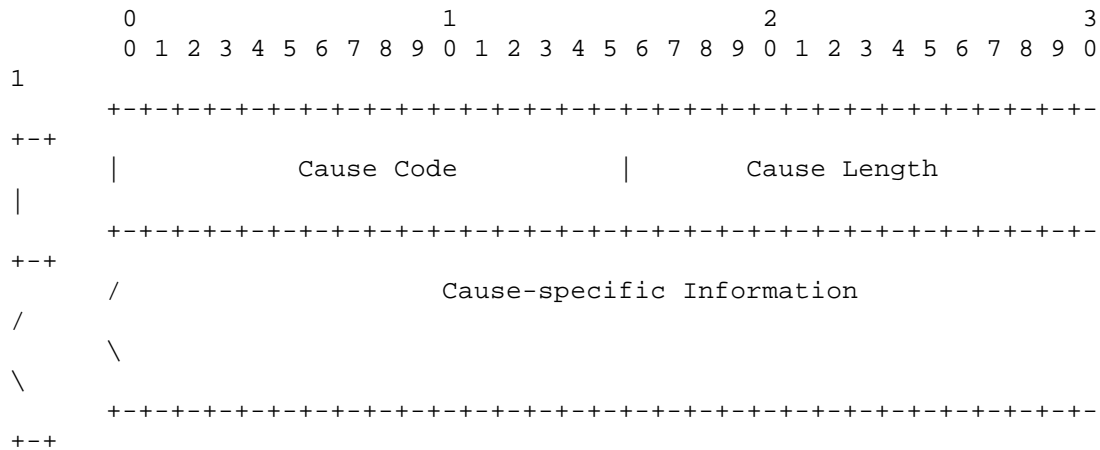 0                   1                   2                   3
0 1 2 3 4 5 6 7 8 9 0 1 2 3 4 5 6 7 8 9 0 1 2 3 4 5 6 7 8 9 0
1
+-+-+-+-+-+-+-+-+-+-+-+-+-+-+-+-+-+-+-+-+-+-+-+-+-+-+-+-+-+-+-
+-+
|           Cause Code          |       Cause Length
|
+-+-+-+-+-+-+-+-+-+-+-+-+-+-+-+-+-+-+-+-+-+-+-+-+-+-+-+-+-+-+-
+-+
/                    Cause-specific Information
/
\
\
+-+-+-+-+-+-+-+-+-+-+-+-+-+-+-+-+-+-+-+-+-+-+-+-+-+-+-+-+-+-+-
+-+